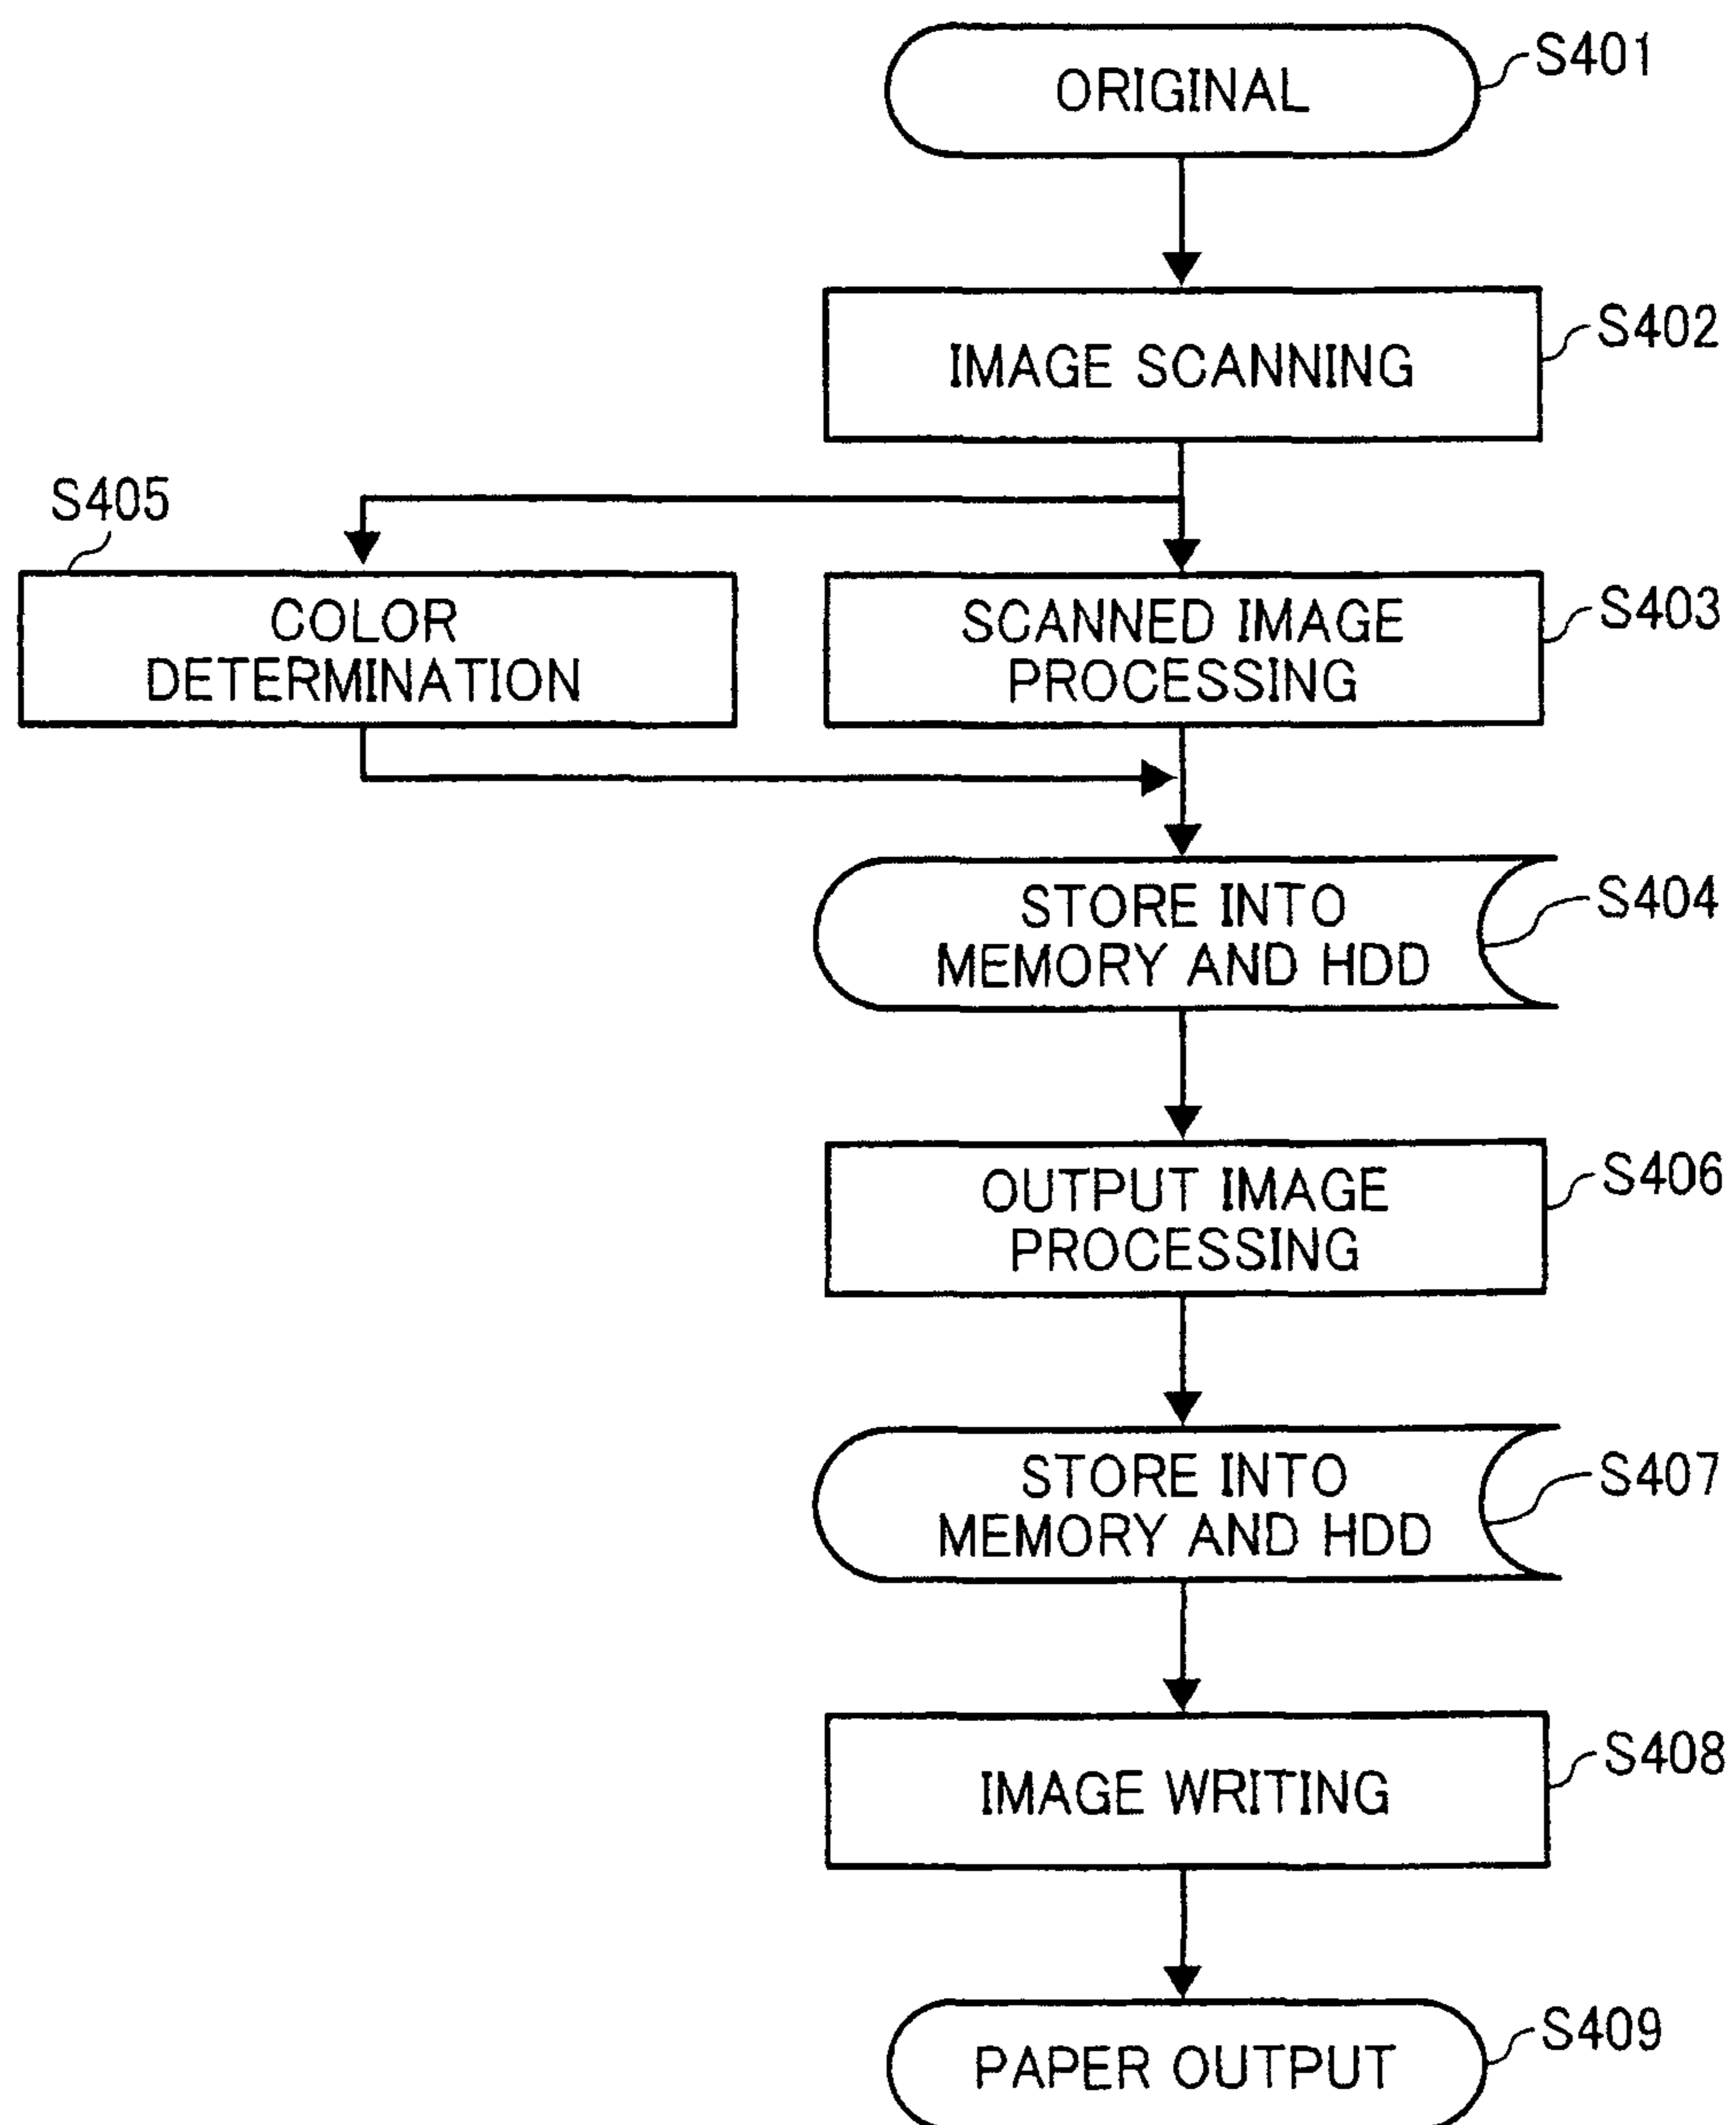 ORIGINAL
S401
IMAGE SCANNING
S402
S405
COLOR
DETERMINATION
SCANNED IMAGE
PROCESSING
S403
STORE INTO
MEMORY AND HDD
S404
OUTPUT IMAGE
PROCESSING
S406
STORE INTO
MEMORY AND HDD
S407
IMAGE WRITING
S408
PAPER OUTPUT
S409